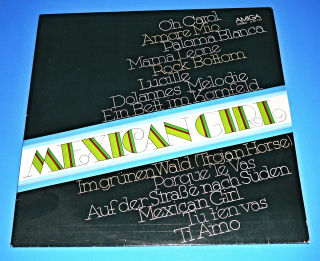 Oh Carol
AMIGA
Amore Mio
Paloma Blanca
Mama Leone
Rock Bottom
Lucille
Dolannes Melodie
Ein Bett im Kornfeld
MEXICAN GIRL
Im grünen Wald (Trojan Horse)
Porque te vas
Auf der Straße nach Süden
Mexican Girl
Tu t'en vas
Ti Amo